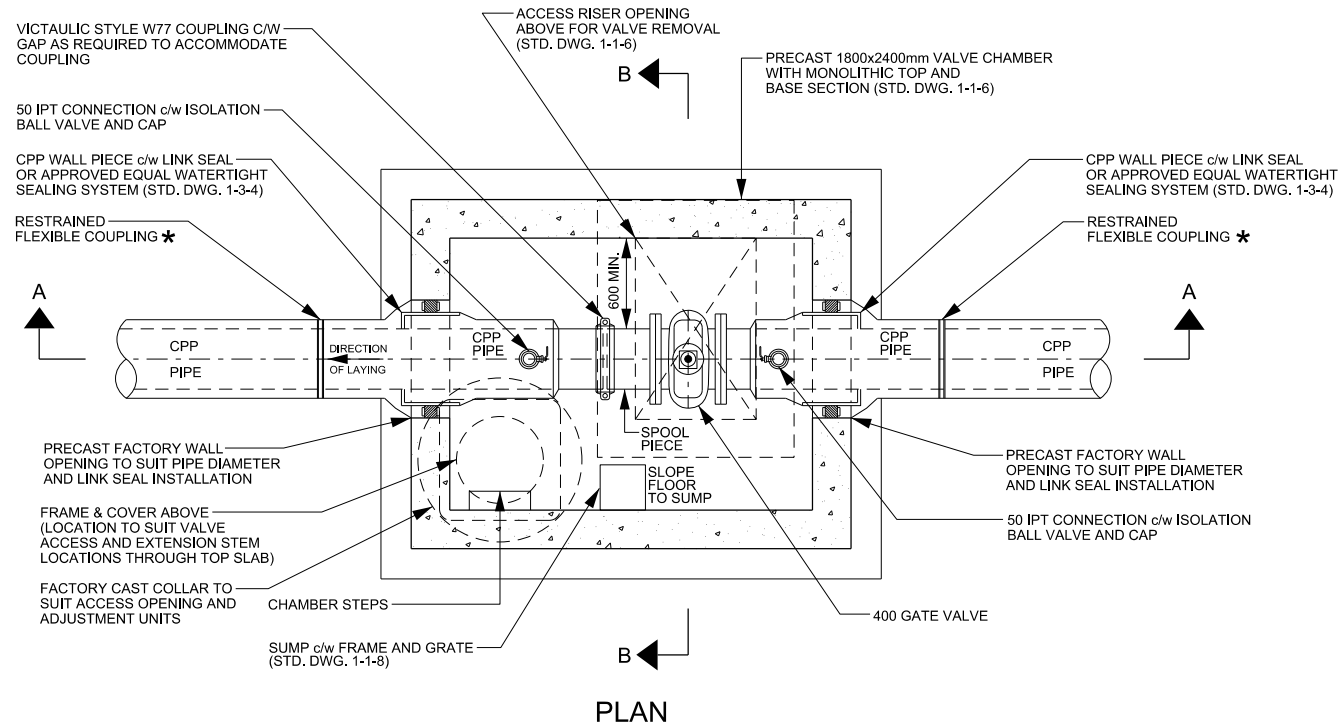 VICTAULIC STYLE W77 COUPLING C/W
GAP AS REQUIRED TO ACCOMMODATE
COUPLING
ACCESS RISER OPENING
ABOVE FOR VALVE REMOVAL
(STD. DWG. 1-1-6)
B
PRECAST 1800x2400mm VALVE CHAMBER
WITH MONOLITHIC TOP AND
BASE SECTION (STD. DWG. 1-1-6)
50 IPT CONNECTION c/w ISOLATION
BALL VALVE AND CAP
CPP WALL PIECE c/w LINK SEAL
OR APPROVED EQUAL WATERTIGHT
SEALING SYSTEM (STD. DWG. 1-3-4)
CPP WALL PIECE c/w LINK SEAL
OR APPROVED EQUAL WATERTIGHT
SEALING SYSTEM (STD. DWG. 1-3-4)
RESTRAINED
FLEXIBLE COUPLING *
RESTRAINED
FLEXIBLE COUPLING *
600 MIN.
A
A
CPP
PIPE
DIRECTION
OF LAYING
CPP
PIPE
CPP
PIPE
CPP
PIPE
SPOOL
PIECE
SLOPE
FLOOR
TO SUMP
PRECAST FACTORY WALL
OPENING TO SUIT PIPE DIAMETER
AND LINK SEAL INSTALLATION
PRECAST FACTORY WALL
OPENING TO SUIT PIPE DIAMETER
AND LINK SEAL INSTALLATION
FRAME & COVER ABOVE
(LOCATION TO SUIT VALVE
ACCESS AND EXTENSION STEM
LOCATIONS THROUGH TOP SLAB)
50 IPT CONNECTION c/w ISOLATION
BALL VALVE AND CAP
FACTORY CAST COLLAR TO
SUIT ACCESS OPENING AND
ADJUSTMENT UNITS
CHAMBER STEPS
400 GATE VALVE
SUMP c/w FRAME AND GRATE
(STD. DWG. 1-1-8)
B
PLAN